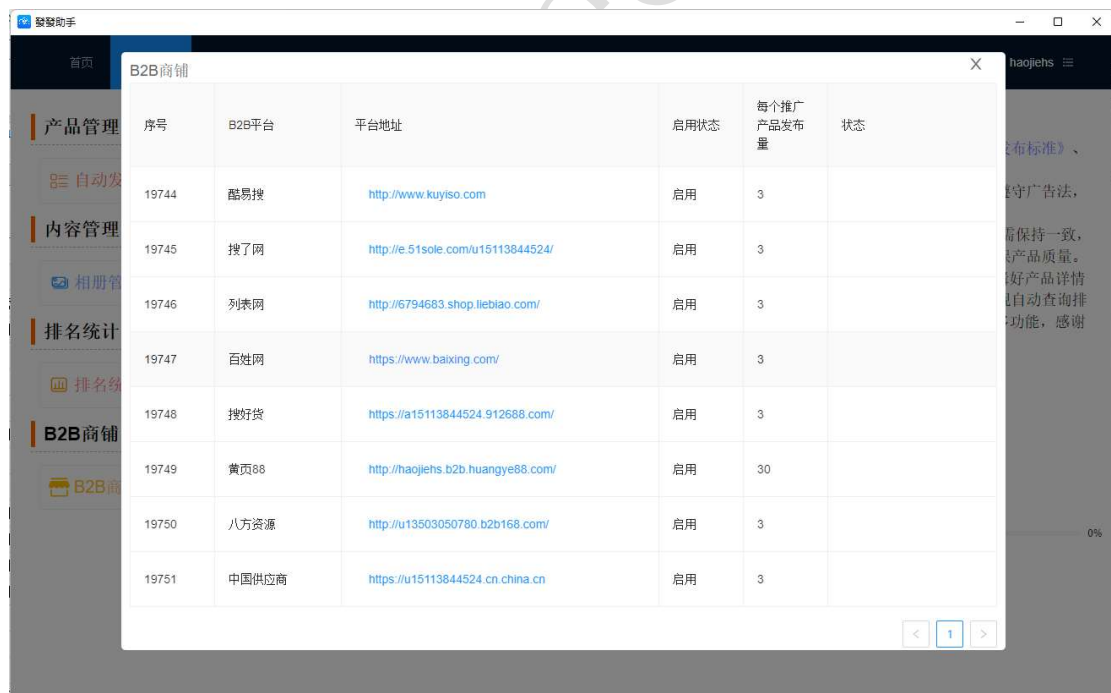 發發助手
首页
haojiehs
B2B商铺
X
序号 B2B平台 平台地址 启用状态 每个推广产品发布量 状态
19744 酷易搜 http://www.kuyiso.com 启用 3
19745 搜了网 http://e.51sole.com/u15113844524/ 启用 3
19746 列表网 http://6794683.shop.liebiao.com/ 启用 3
19747 百姓网 https://www.baixing.com/ 启用 3
19748 搜好货 https://a15113844524.912688.com/ 启用 3
19749 黄页88 http://haojiehs.b2b.huangye88.com/ 启用 30
19750 八方资源 http://u13503050780.b2b168.com/ 启用 3
19751 中国供应商 https://u15113844524.cn.china.cn 启用 3
< 1 >
产品管理
自动发
内容管理
相册管
排名统计
排名统
B2B商铺
B2B商
布标准》、
守广告法，
需保持一致，
产品质量。
好产品详情
自动查询排
功能，感谢
0%